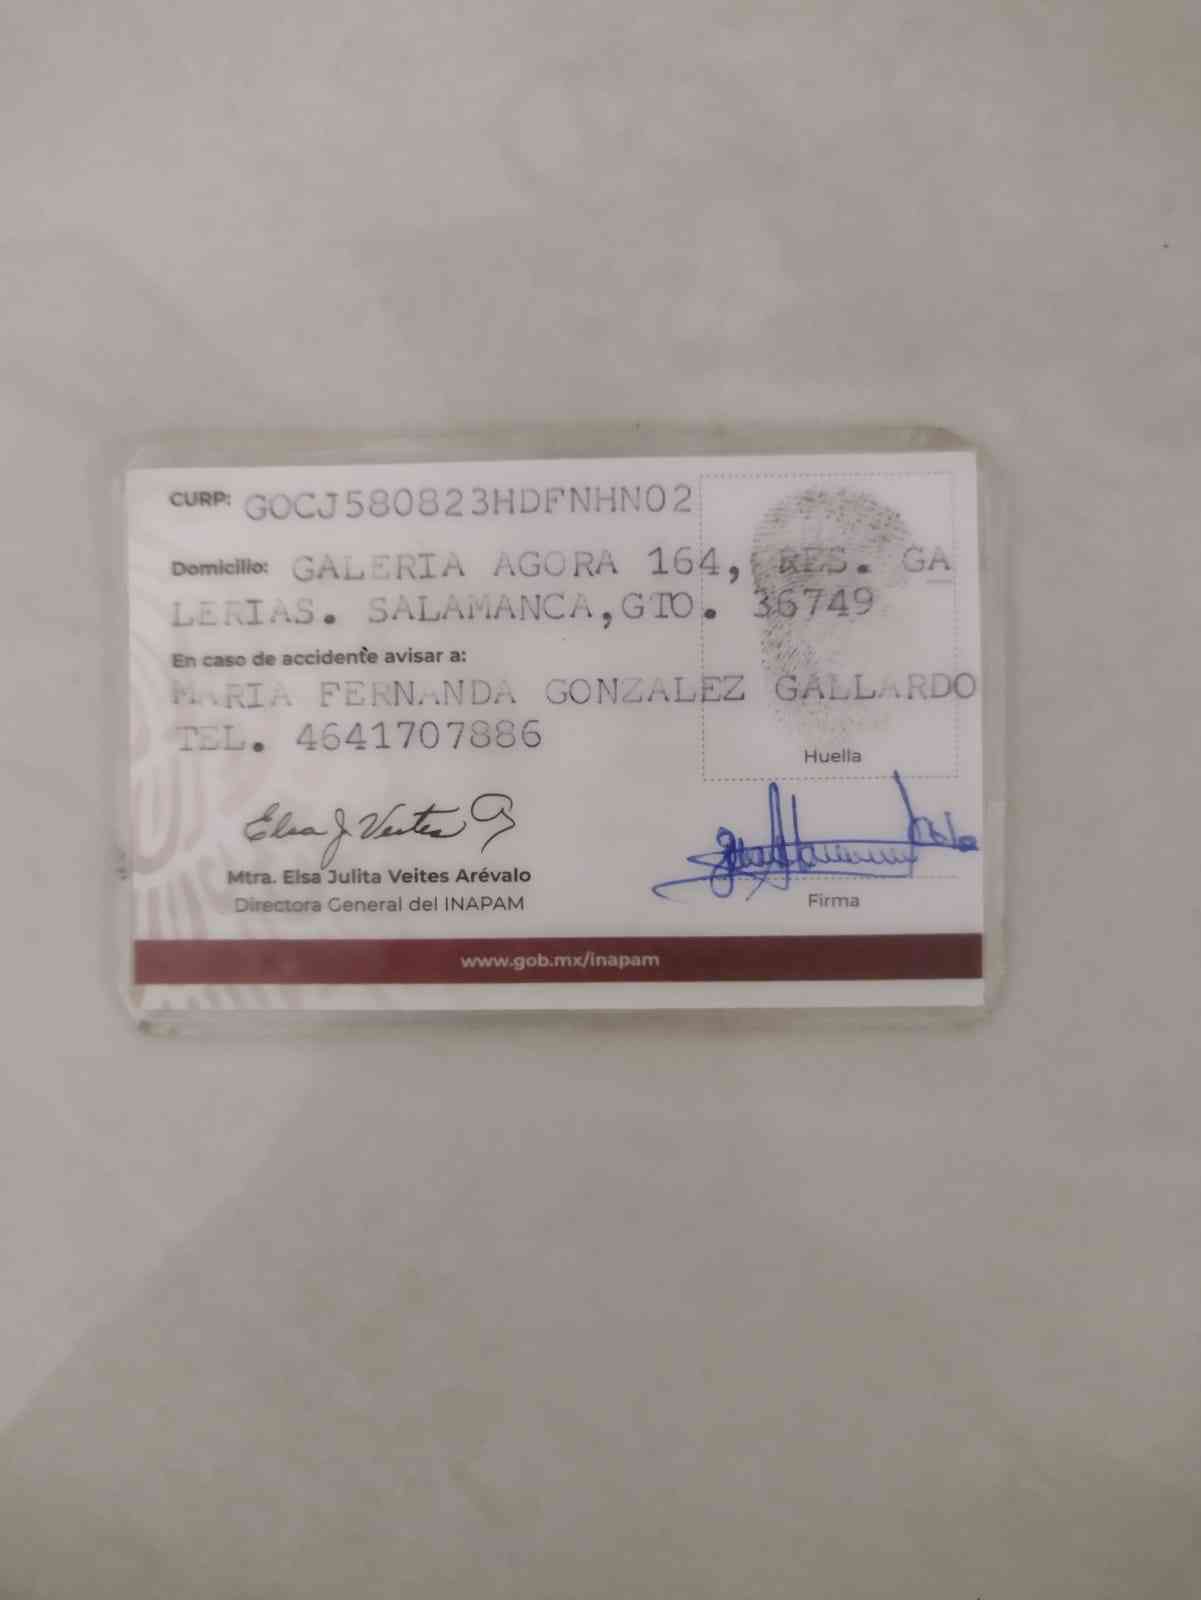 CURP: GOCJ580823HDFNHN02
Domicilio: GALERIA AGORA 164, RES. GA
LERIAS. SALAMANCA,GTO. 36749
En caso de accidente avisar a:
MARIA FERNANDA GONZALEZ GALLARDO
TEL. 4641707886
Huella
Elsa J. Veites
Mtra. Elsa Julita Veites Arévalo
Directora General del INAPAM
Firma
www.gob.mx/inapam